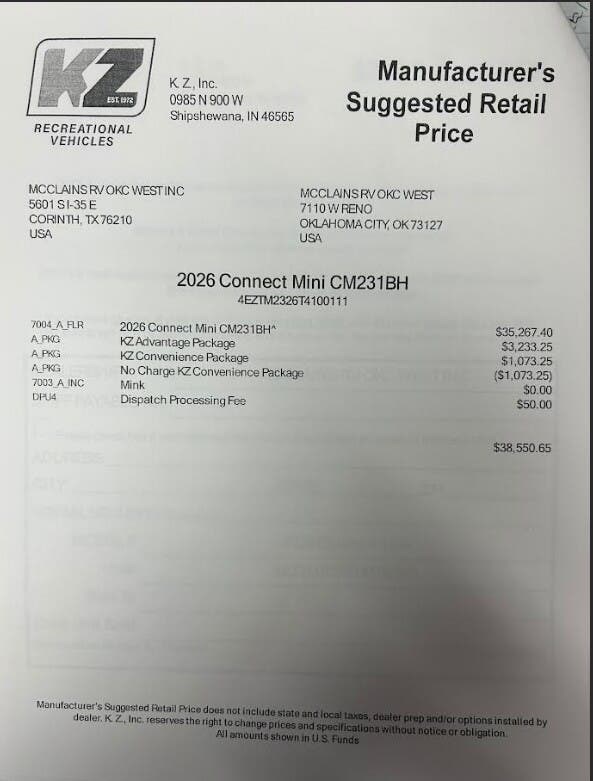 KZ
EST. 1972
RECREATIONAL
VEHICLES
K. Z., Inc.
0985 N 900 W
Shipshewana, IN 46565
Manufacturer's
Suggested Retail
Price
MCCLAINS RV OKC WEST INC
5601 S I-35 E
CORINTH, TX 76210
USA
MCCLAINS RV OKC WEST
7110 W RENO
OKLAHOMA CITY, OK 73127
USA
2026 Connect Mini CM231BH
4EZTM2326T4100111
7004_A_FLR 2026 Connect Mini CM231BH^ $35,267.40
A_PKG KZ Advantage Package $3,233.25
A_PKG KZ Convenience Package $1,073.25
A_PKG No Charge KZ Convenience Package ($1,073.25)
7003_A_INC Mink $0.00
DPU4 Dispatch Processing Fee $50.00
$38,550.65
Manufacturer's Suggested Retail Price does not include state and local taxes, dealer prep and/or options installed by
dealer. K. Z., Inc. reserves the right to change prices and specifications without notice or obligation.
All amounts shown in U.S. Funds